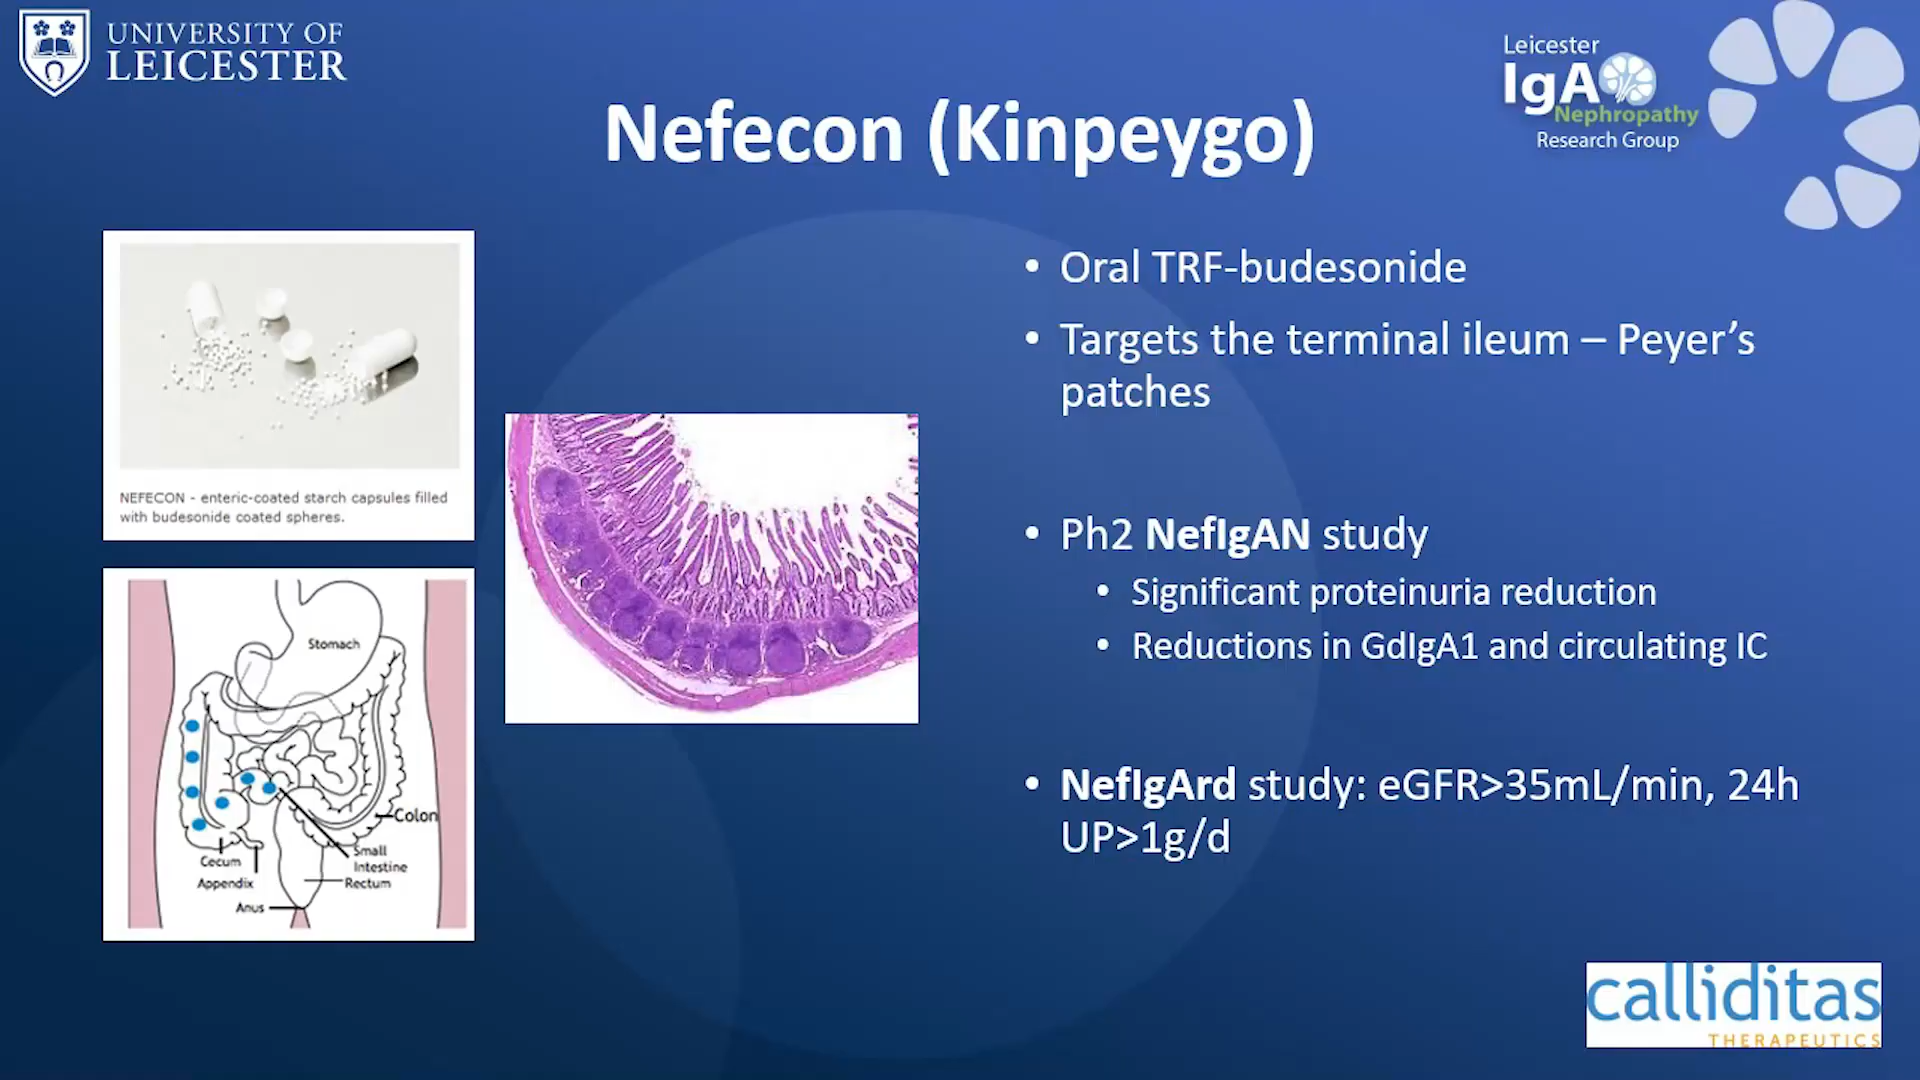 UNIVERSITY OF
LEICESTER
Leicester
IgA
Nephropathy
Research Group
Nefecon (Kinpeygo)
NEFECON - enteric-coated starch capsules filled
with budesonide coated spheres.
Stomach
Colon
Small
Intestine
Cecum
Appendix
Rectum
Anus
• Oral TRF-budesonide
• Targets the terminal ileum – Peyer’s
patches
• Ph2 NefIgAN study
• Significant proteinuria reduction
• Reductions in GdIgA1 and circulating IC
• NefIgArd study: eGFR>35mL/min, 24h
UP>1g/d
calliditas
THERAPEUTICS